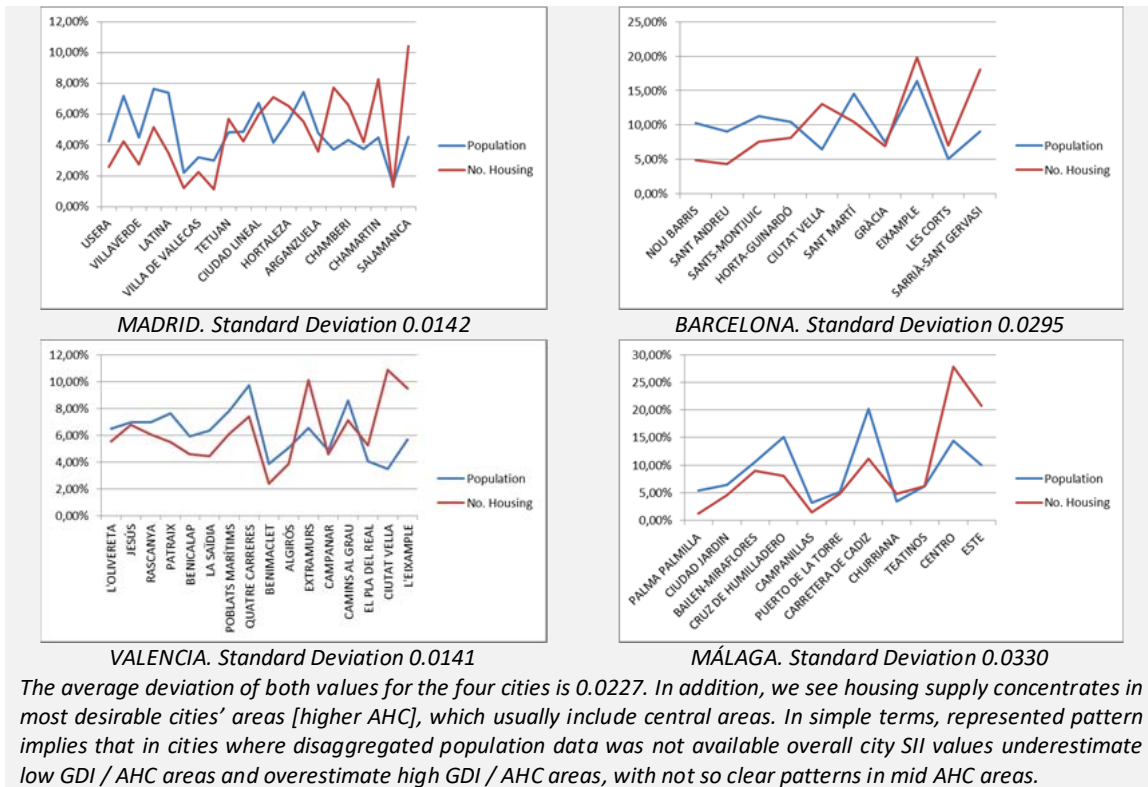 12,00%
10,00%
8,00%
6,00%
4,00%
2,00%
0,00%
USERA
VILLAVERDE
LATINA
VILLA DE VALLECAS
TETUAN
CIUDAD LINEAL
HORTALEZA
ARGANZUELA
CHAMBERI
CHAMARTIN
SALAMANCA
Population
No. Housing
MADRID. Standard Deviation 0.0142
25,00%
20,00%
15,00%
10,00%
5,00%
0,00%
NOU BARRIS
SANT ANDREU
SANTS-MONTJUIC
HORTA-GUINARDÓ
CIUTAT VELLA
SANT MARTÍ
GRÀCIA
EIXAMPLE
LES CORTS
SARRIÀ-SANT GERVASI
Population
No. Housing
BARCELONA. Standard Deviation 0.0295
12,00%
10,00%
8,00%
6,00%
4,00%
2,00%
0,00%
L'OLIVERETA
JESÚS
RASCANYA
PATRAIX
BENICALAP
LA SAÏDIA
POBLATS MARÍTIMS
QUATRE CARRERES
BENIMACLET
ALGIRÓS
EXTRAMURS
CAMPANAR
CAMINS AL GRAU
EL PLA DEL REAL
CIUTAT VELLA
L'EIXAMPLE
Population
No. Housing
VALENCIA. Standard Deviation 0.0141
30,00%
25,00%
20,00%
15,00%
10,00%
5,00%
0,00%
PALMA PALMILLA
CIUDAD JARDIN
BAILEN-MIRAFLORES
CRUZ DE HUMILLADERO
CAMPANILLAS
PUERTO DE LA TORRE
CARRETERA DE CADIZ
CHURRIANA
TEATINOS
CENTRO
ESTE
Population
No. Housing
MÁLAGA. Standard Deviation 0.0330
The average deviation of both values for the four cities is 0.0227. In addition, we see housing supply concentrates in
most desirable cities' areas [higher AHC], which usually include central areas. In simple terms, represented pattern
implies that in cities where disaggregated population data was not available overall city SII values underestimate
low GDI / AHC areas and overestimate high GDI / AHC areas, with not so clear patterns in mid AHC areas.